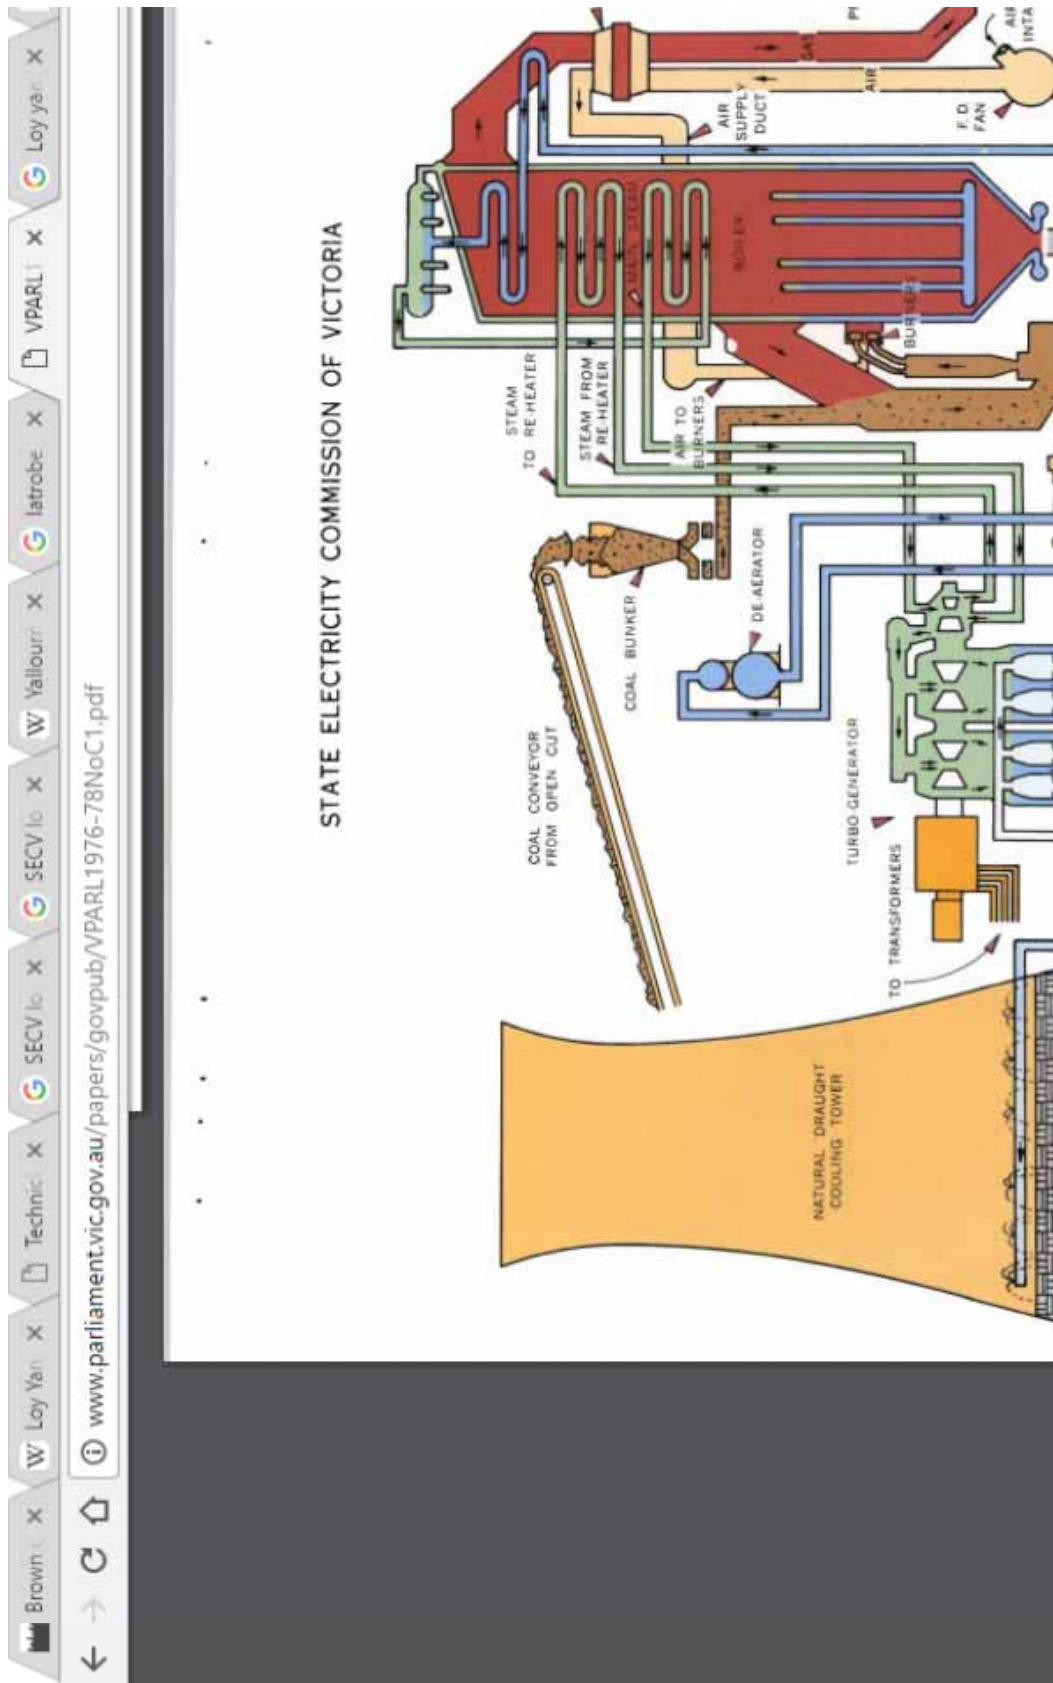 Brown
Loy Yan
Technic
SECV lo
SECV lo
Yallourn
latrobe
VPARL1
Loy yan
www.parliament.vic.gov.au/papers/govpub/VPARL1976-78NoC1.pdf
STATE ELECTRICITY COMMISSION OF VICTORIA
COAL CONVEYOR
FROM OPEN CUT
STEAM
TO RE-HEATER
STEAM FROM
RE-HEATER
MAIN STEAM
COAL BUNKER
AIR TO
BURNERS
AIR
SUPPLY
DUCT
GAS
AIR
BOILER
DE-AERATOR
NATURAL DRAUGHT
COOLING TOWER
TURBO-GENERATOR
TO TRANSFORMERS
BURNERS
F. D.
FAN
AIR
INTA